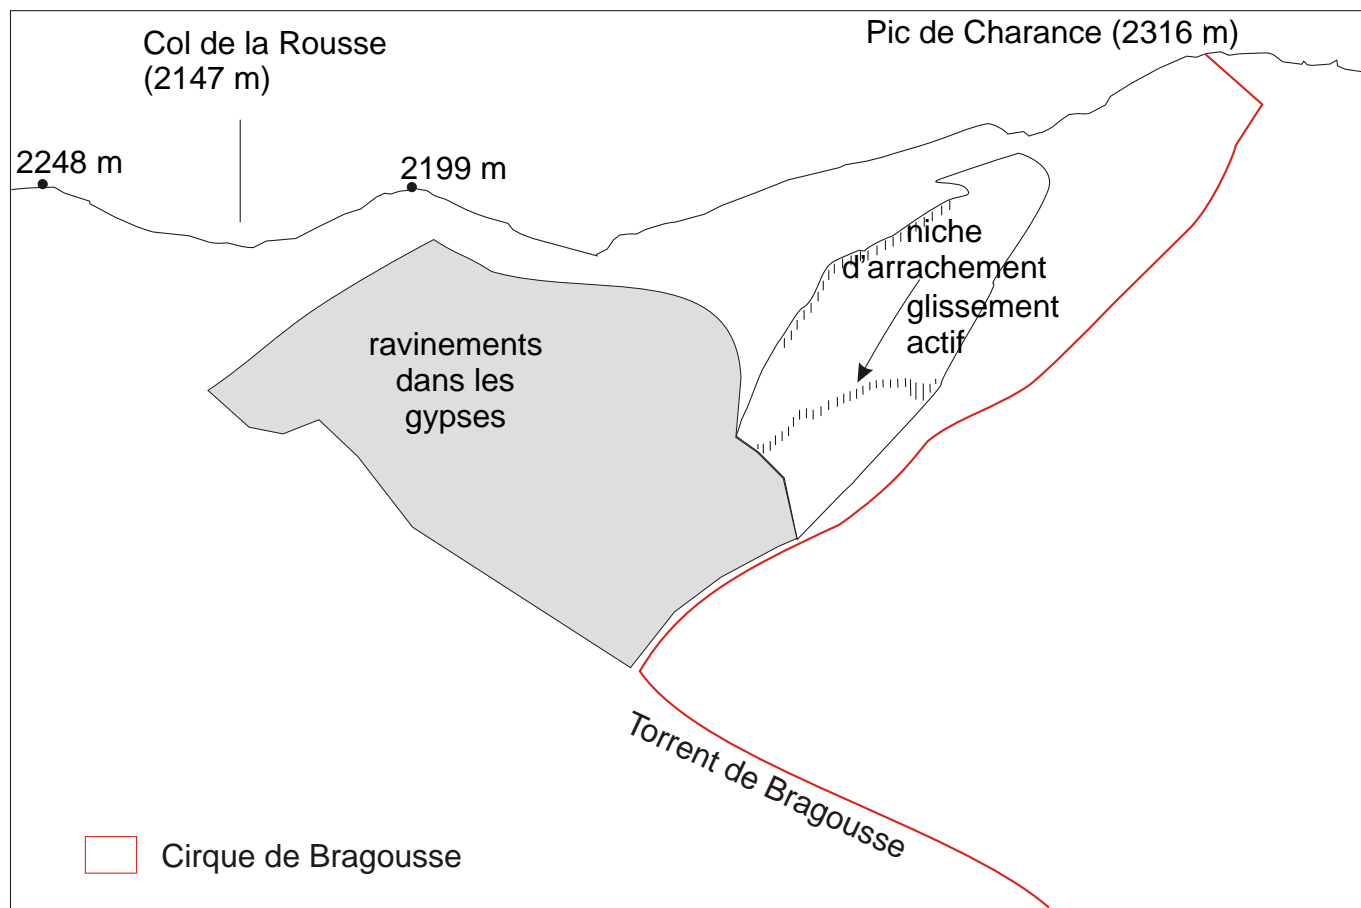 Col de la Rousse
(2147 m)
Pic de Charance (2316 m)
2248 m
2199 m
niche
d'arrachement
glissement
actif
ravinements
dans les
gypses
Torrent de Bragousse
Cirque de Bragousse